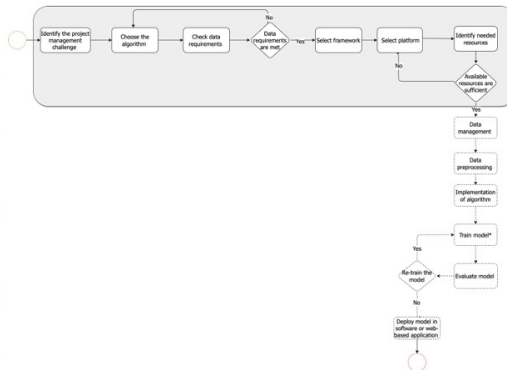 No
Identify the project
management
challenge
Choose the
algorithm
Check data
requirements
Data
requirements
are met
Yes
Select framework
Select platform
Identify needed
resources
No
Available
resources are
sufficient
Yes
Data
management
Data
preprocessing
Implementation
of algorithm
Train model*
Yes
Re-train the
model
Evaluate model
No
Deploy model in
software or web-
based application